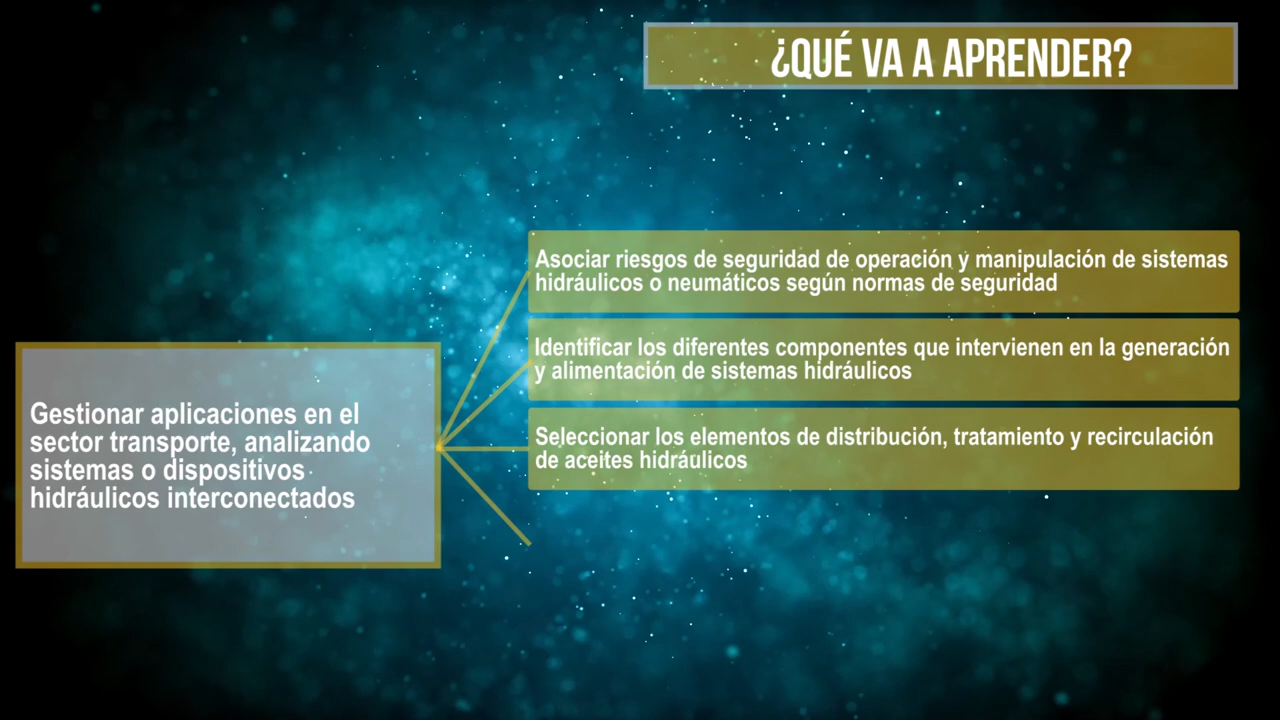 ¿QUÉ VA A APRENDER?
Gestionar aplicaciones en el
sector transporte, analizando
sistemas o dispositivos
hidráulicos interconectados
Asociar riesgos de seguridad de operación y manipulación de sistemas
hidráulicos o neumáticos según normas de seguridad
Identificar los diferentes componentes que intervienen en la generación
y alimentación de sistemas hidráulicos
Seleccionar los elementos de distribución, tratamiento y recirculación
de aceites hidráulicos